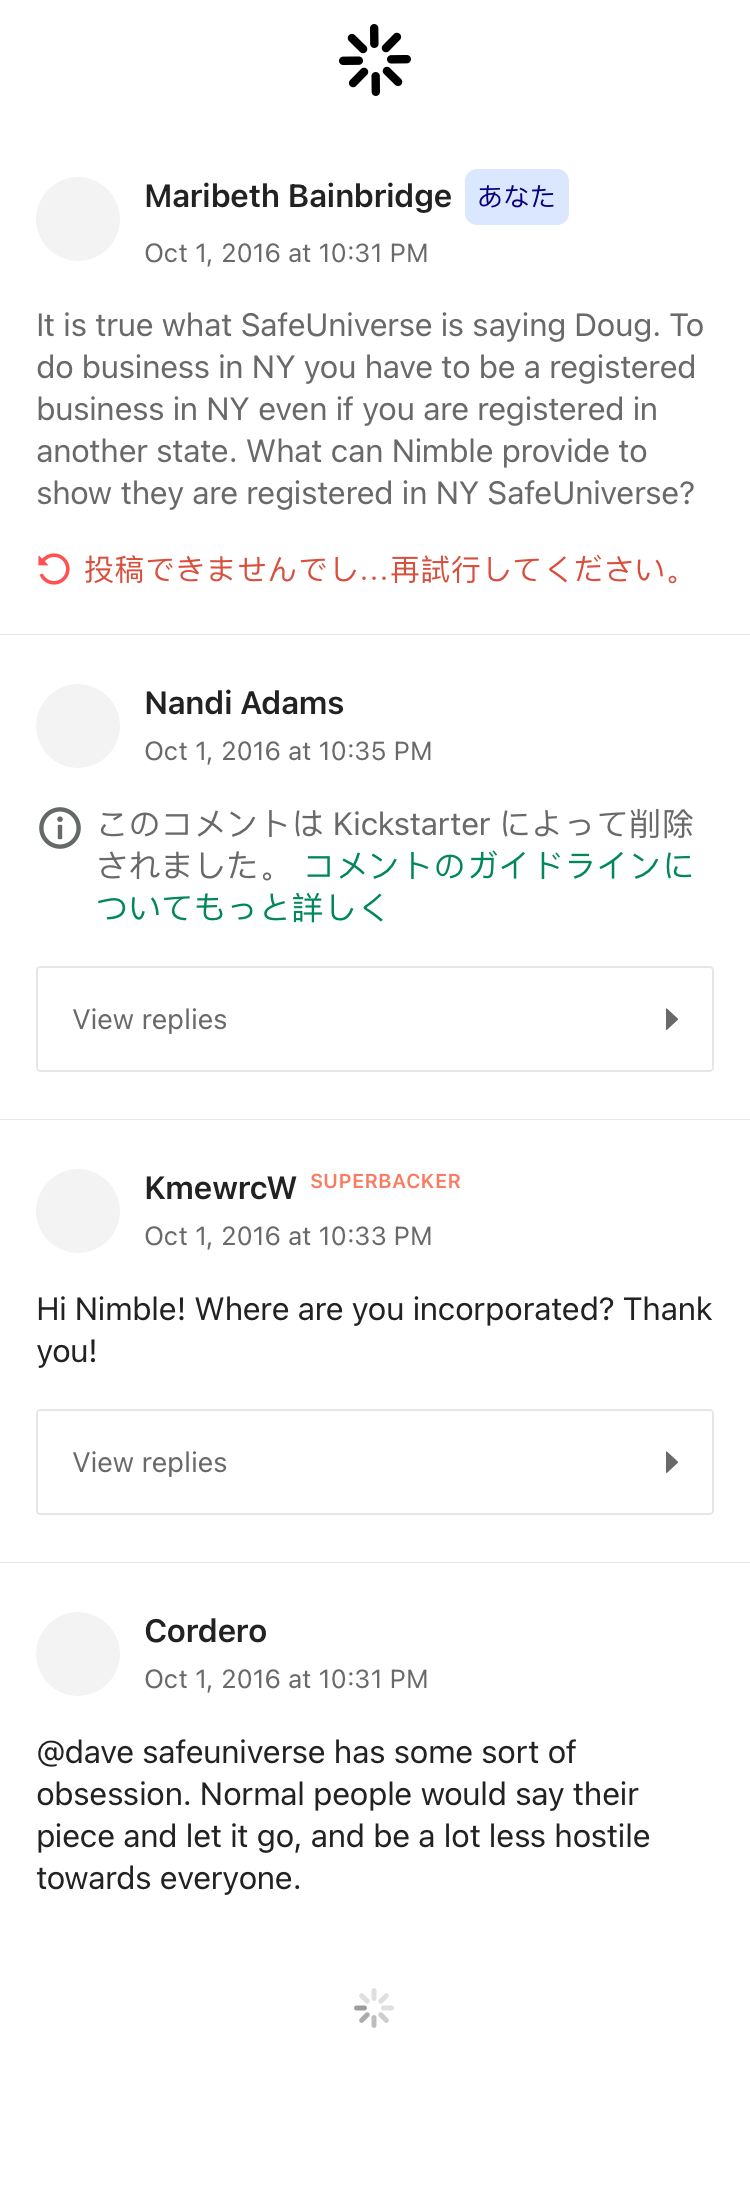 Maribeth Bainbridge あなた
Oct 1, 2016 at 10:31 PM
It is true what SafeUniverse is saying Doug. To
do business in NY you have to be a registered
business in NY even if you are registered in
another state. What can Nimble provide to
show they are registered in NY SafeUniverse?
投稿できませんでし...再試行してください。
Nandi Adams
Oct 1, 2016 at 10:35 PM
このコメントは Kickstarter によって削除
されました。 コメントのガイドラインに
ついてもっと詳しく
View replies
KmewrcW SUPERBACKER
Oct 1, 2016 at 10:33 PM
Hi Nimble! Where are you incorporated? Thank
you!
View replies
Cordero
Oct 1, 2016 at 10:31 PM
@dave safeuniverse has some sort of
obsession. Normal people would say their
piece and let it go, and be a lot less hostile
towards everyone.